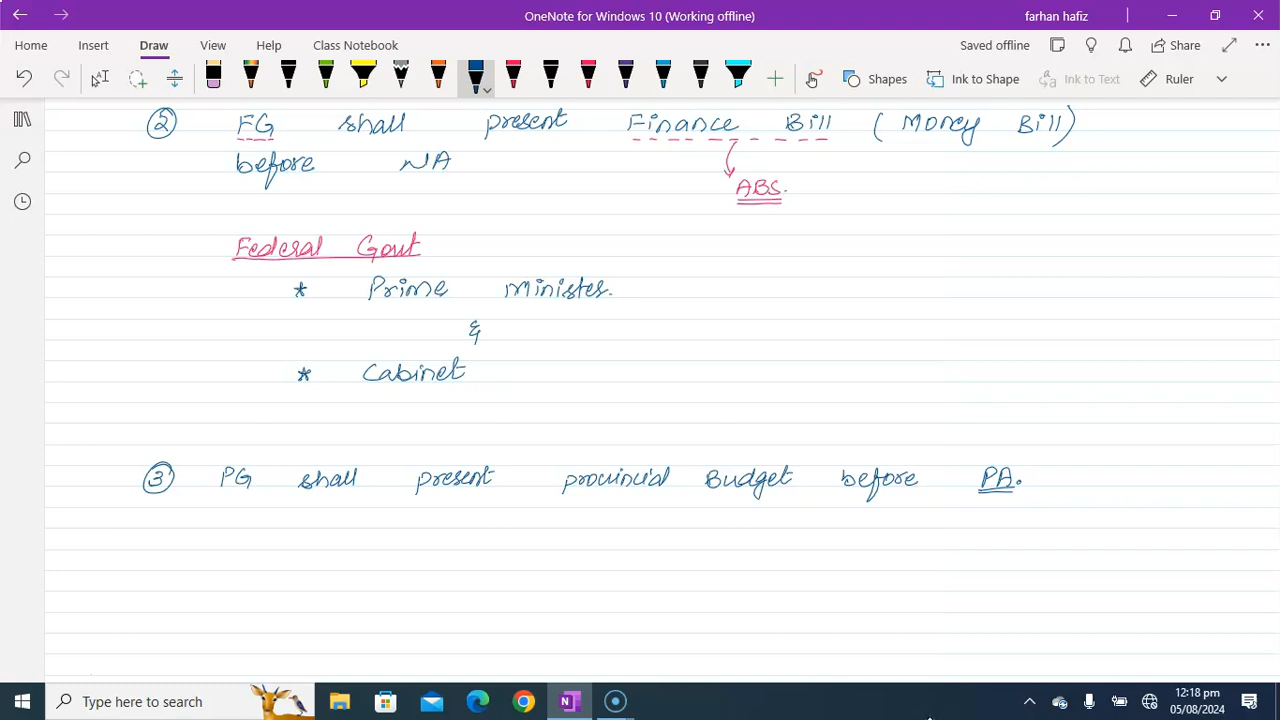 OneNote for Windows 10 (Working offline)
farhan hafiz
Home Insert Draw View Help Class Notebook
Saved offline
Share
Shapes
Ink to Shape
Ink to Text
Ruler
② FG shall present Finance Bill (Money Bill)
before NA
ABS.
Federal Govt
* Prime Minister.
&
* Cabinet
③ PG shall present provincial Budget before PA.
Type here to search
12:18 pm
05/08/2024